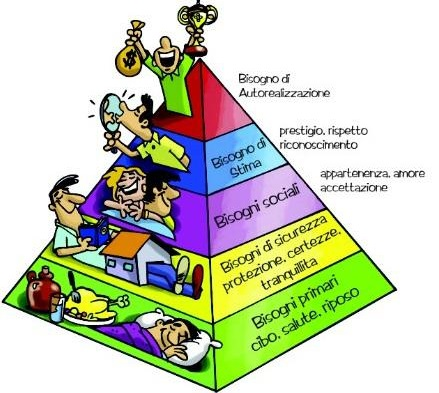 Bisogno di
Autorealizzazione
prestigio, rispetto
riconoscimento
Bisogno di
Stima
appartenenza, amore
accettazione
Bisogni sociali
Bisogni di sicurezza
protezione, certezze,
tranquillita
Bisogni primari
cibo, salute, riposo
$